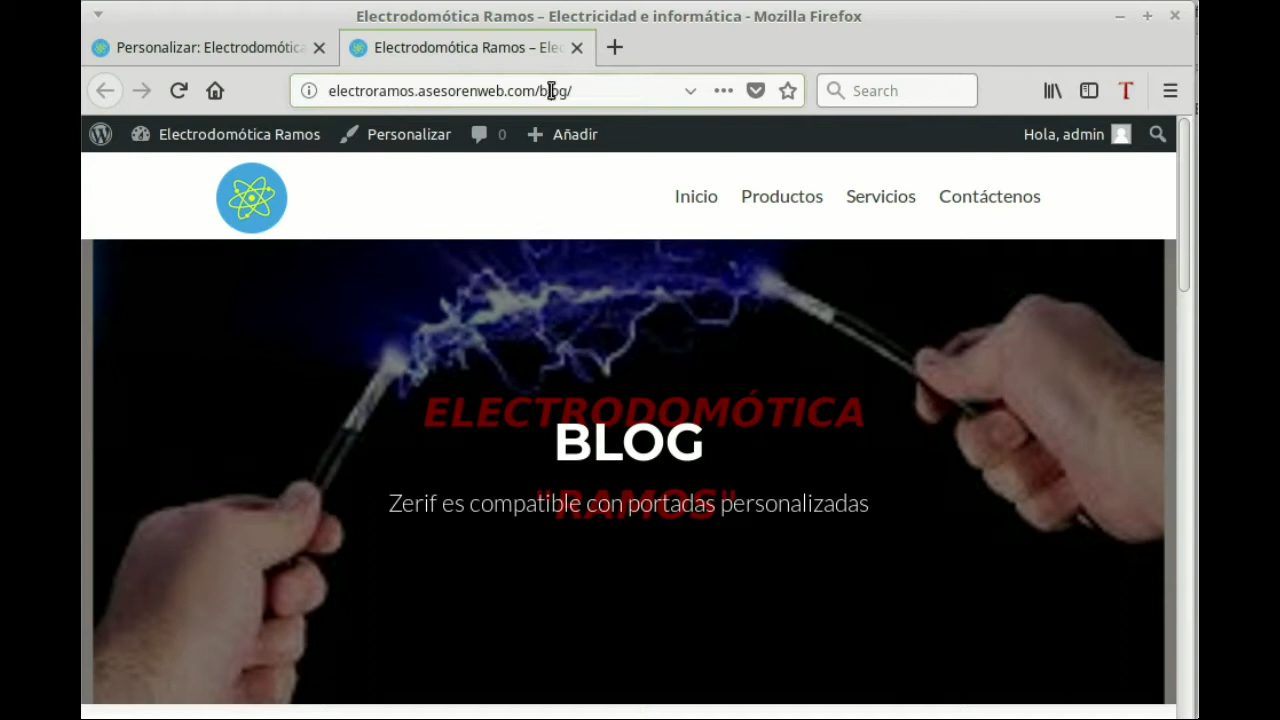 Electrodomótica Ramos – Electricidad e informática - Mozilla Firefox
Personalizar: Electrodomótica
Electrodomótica Ramos – Elec
electroramos.asesorenweb.com/blog/
Search
Electrodomótica Ramos
Personalizar
0
Añadir
Hola, admin
Inicio
Productos
Servicios
Contáctenos
ELECTRODOMÓTICA
BLOG
"RAMOS"
Zerif es compatible con portadas personalizadas